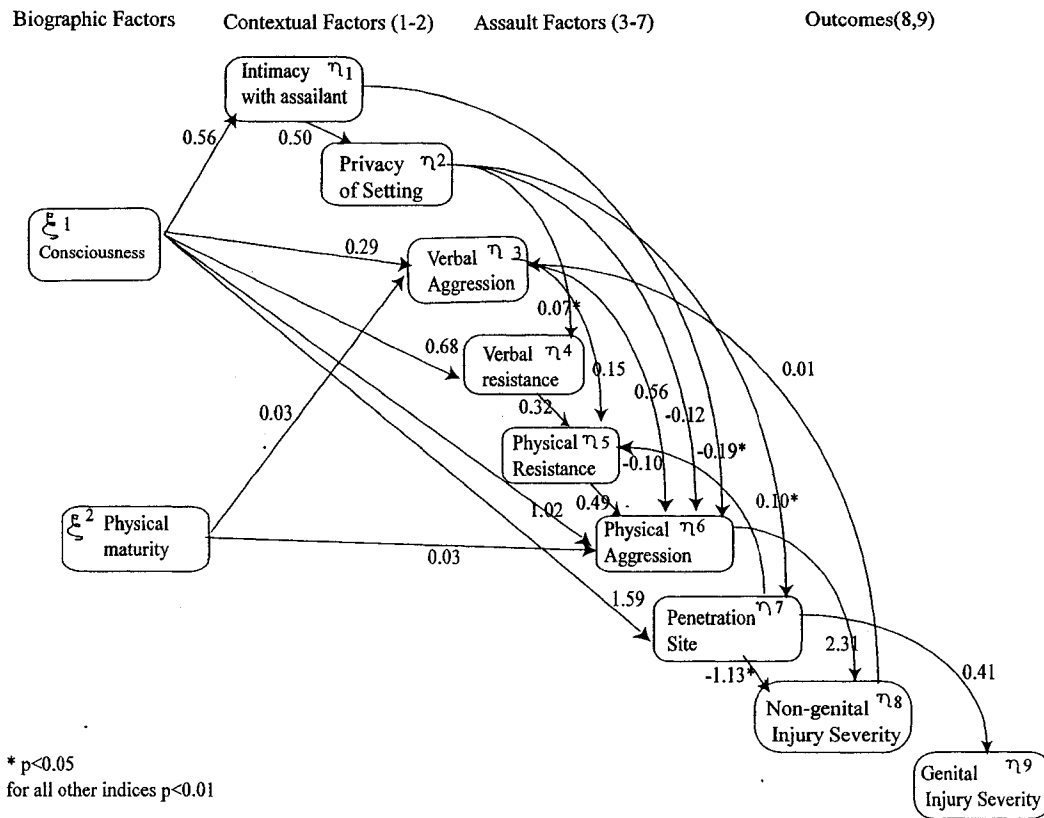 Biographic Factors
Contextual Factors (1-2)
Assault Factors (3-7)
Outcomes(8,9)
Intimacy η1
with assailant
0.56
0.50
Privacy η2
of Setting
ξ1
Consciousness
0.29
Verbal η3
Aggression
0.07*
0.68
Verbal η4
resistance
0.15
0.56
0.01
0.03
0.32
-0.12
-0.19*
Physical η5
Resistance
-0.10
0.49
0.10*
ξ2 Physical
maturity
1.02
0.03
Physical η6
Aggression
1.59
Penetration η7
Site
2.31
-1.13*
0.41
Non-genital η8
Injury Severity
* p<0.05
for all other indices p<0.01
Genital η9
Injury Severity